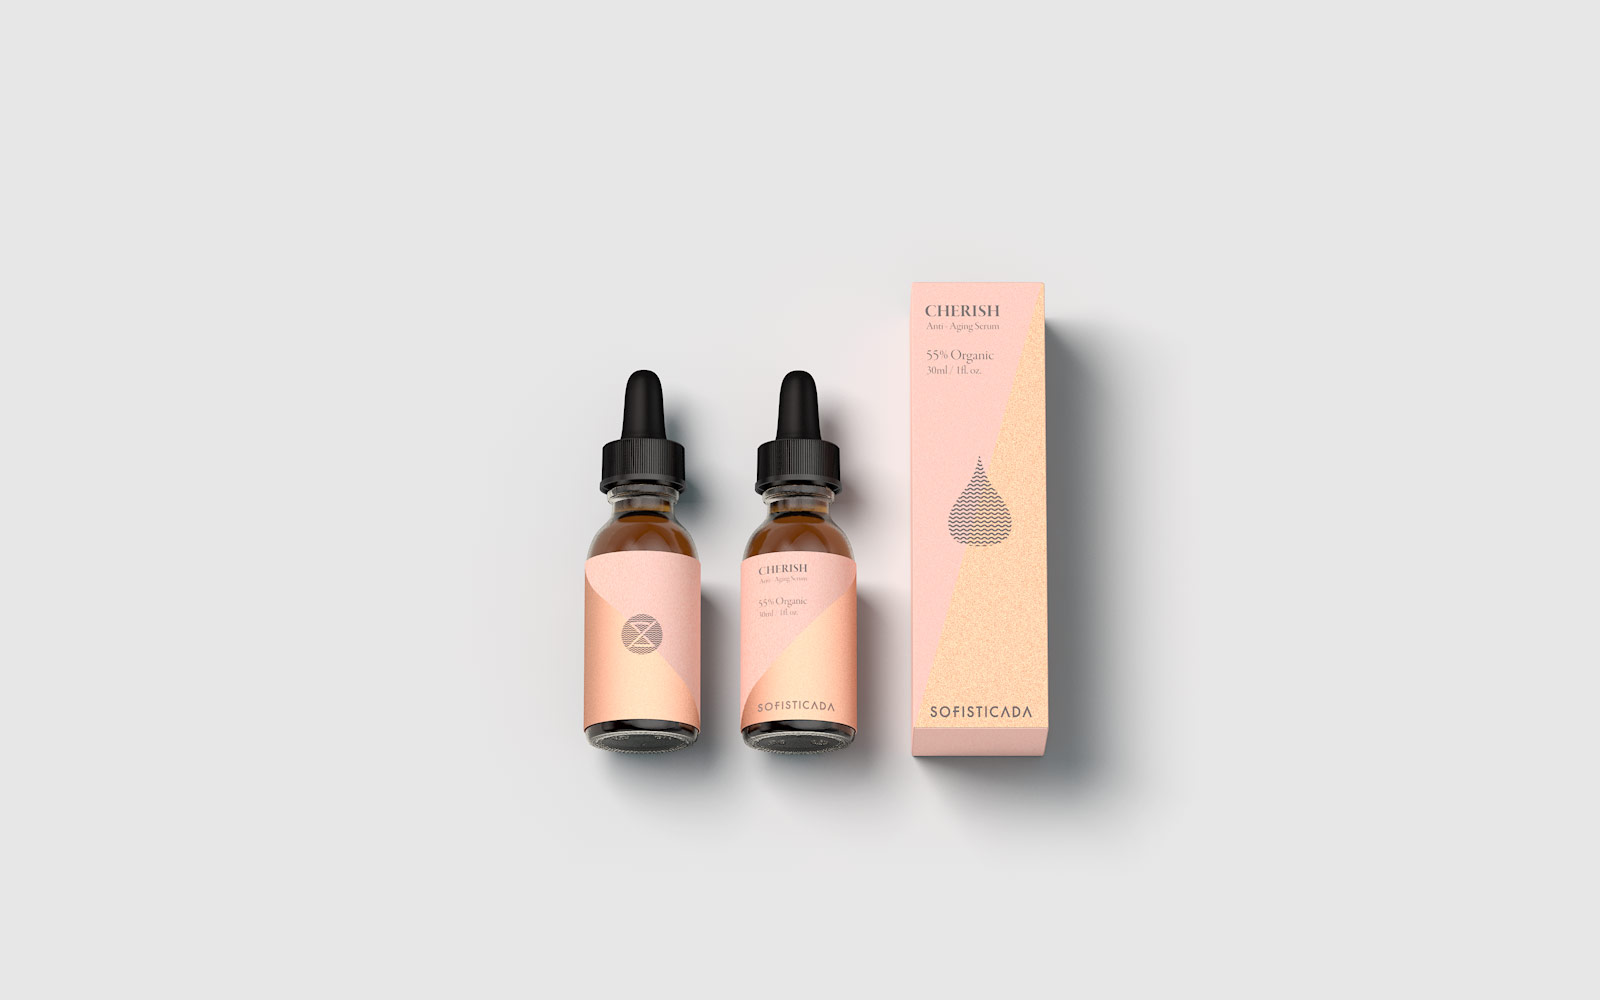 CHERISH
Anti - Aging Serum
55% Organic
30ml / 1fl. oz.
SOFISTICADA
CHERISH
Anti - Aging Serum
55% Organic
30ml / 1fl. oz.
SOFISTICADA